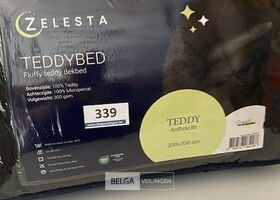 ZELESTA
TEDDYBED
Fluffy teddy dekbed
Bovenzijde: 100% Teddy
Achterzijde: 100% Micropercal
Vulgewicht: 300 gsm
339
TEDDY
Anthracite
200x200 cm
BELGA VEILINGEN